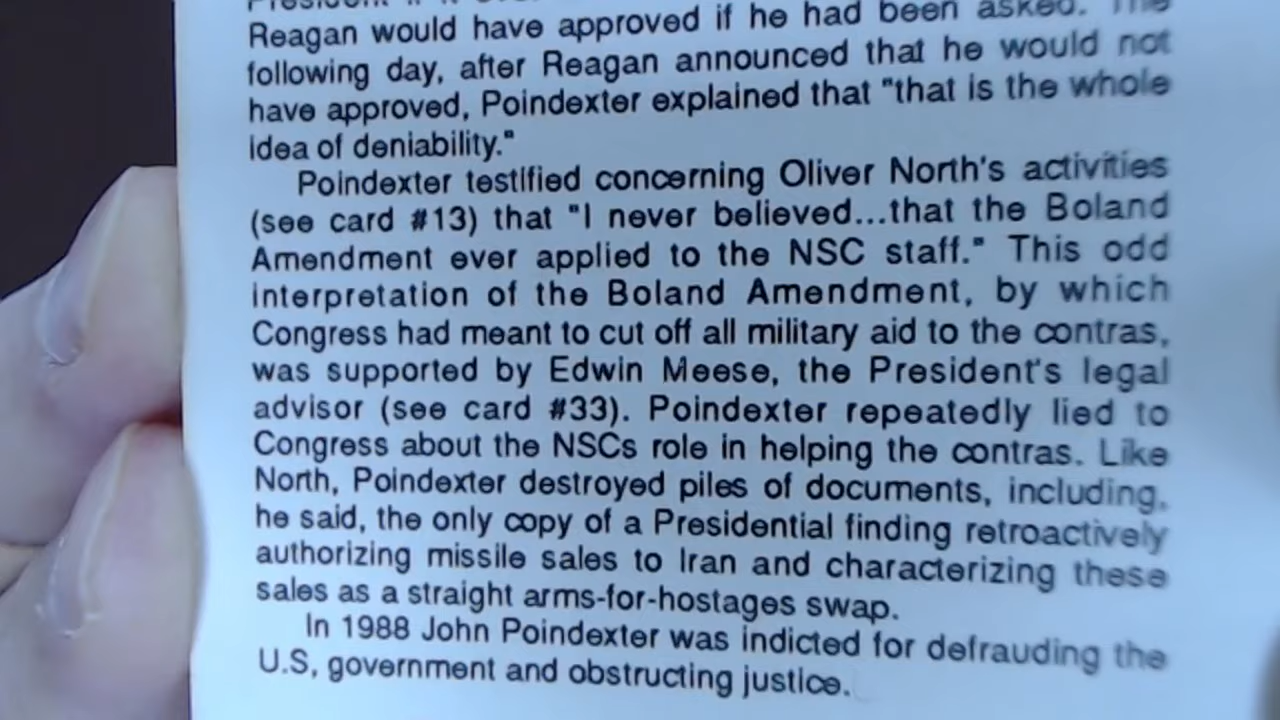 President if it
Reagan would have approved if he had been asked. The
following day, after Reagan announced that he would not
have approved, Poindexter explained that "that is the whole
idea of deniability."
Poindexter testified concerning Oliver North's activities
(see card #13) that "I never believed...that the Boland
Amendment ever applied to the NSC staff." This odd
interpretation of the Boland Amendment, by which
Congress had meant to cut off all military aid to the contras,
was supported by Edwin Meese, the President's legal
advisor (see card #33). Poindexter repeatedly lied to
Congress about the NSCs role in helping the contras. Like
North, Poindexter destroyed piles of documents, including,
he said, the only copy of a Presidential finding retroactively
authorizing missile sales to Iran and characterizing these
sales as a straight arms-for-hostages swap.
In 1988 John Poindexter was indicted for defrauding the
U.S, government and obstructing justice.